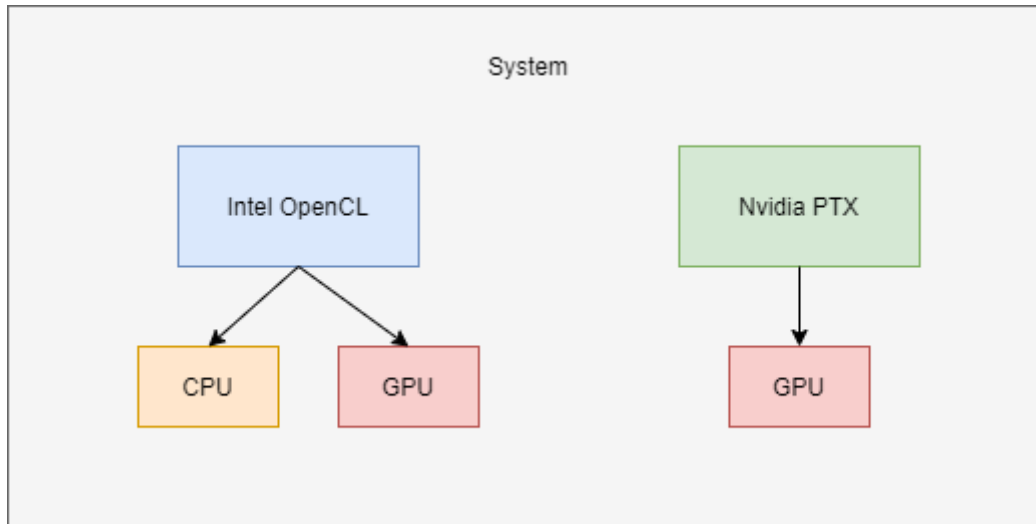 System
Intel OpenCL
Nvidia PTX
CPU
GPU
GPU